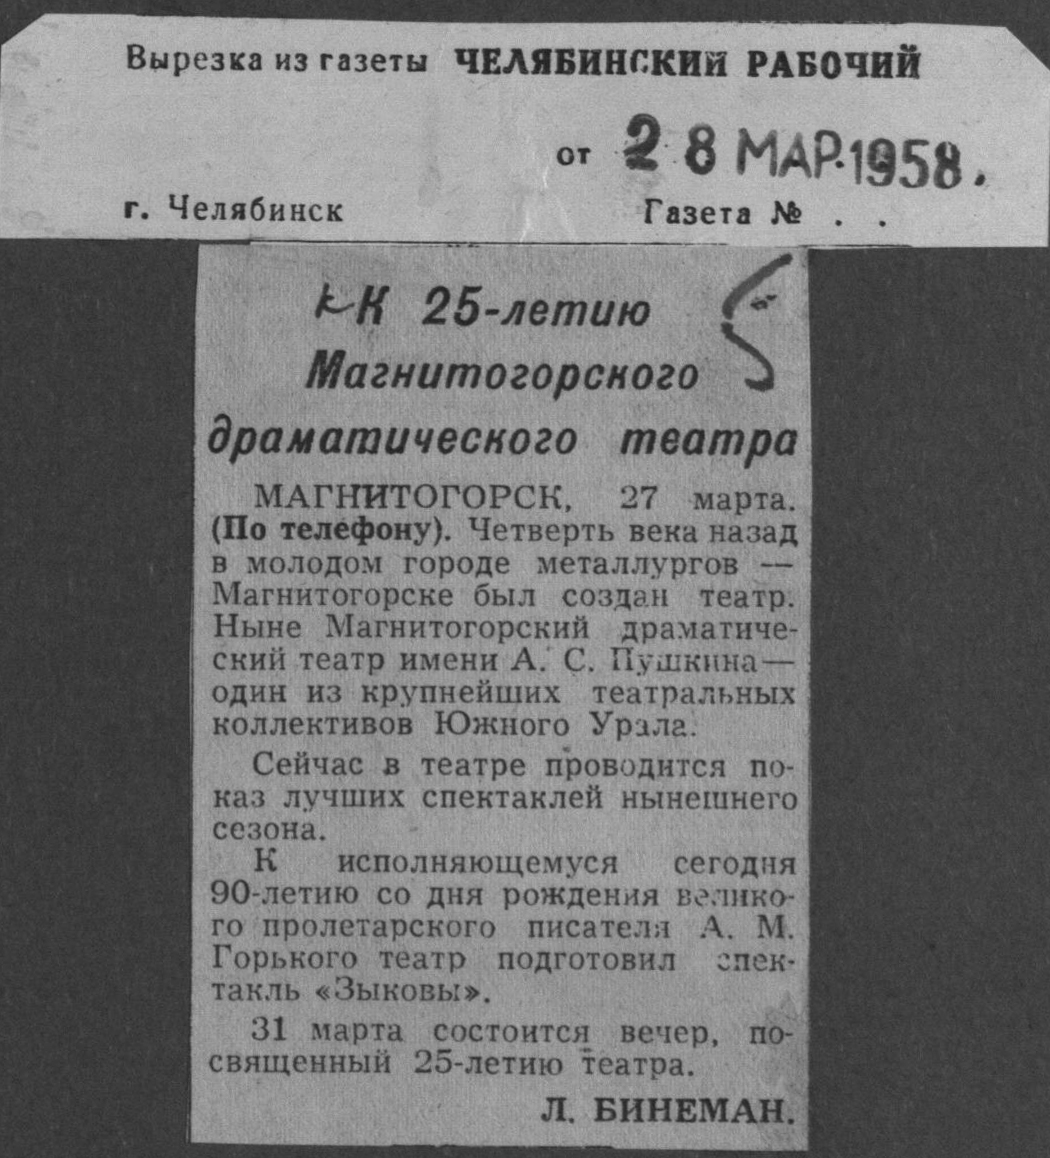 Вырезка из газеты ЧЕЛЯБИНСКИЙ РАБОЧИЙ
от 28 МАР.1958.
г. Челябинск Газета № . .
К 25-летию
Магнитогорского
драматического театра
МАГНИТОГОРСК, 27 марта.
(По телефону). Четверть века назад
в молодом городе металлургов —
Магнитогорске был создан театр.
Ныне Магнитогорский драматиче-
ский театр имени А. С. Пушкина —
один из крупнейших театральных
коллективов Южного Урала.
Сейчас в театре проводится по-
каз лучших спектаклей нынешнего
сезона.
К исполняющемуся сегодня
90-летию со дня рождения велико-
го пролетарского писателя А. М.
Горького театр подготовил спек-
такль «Зыковы».
31 марта состоится вечер, по-
священный 25-летию театра.
Л. БИНЕМАН.